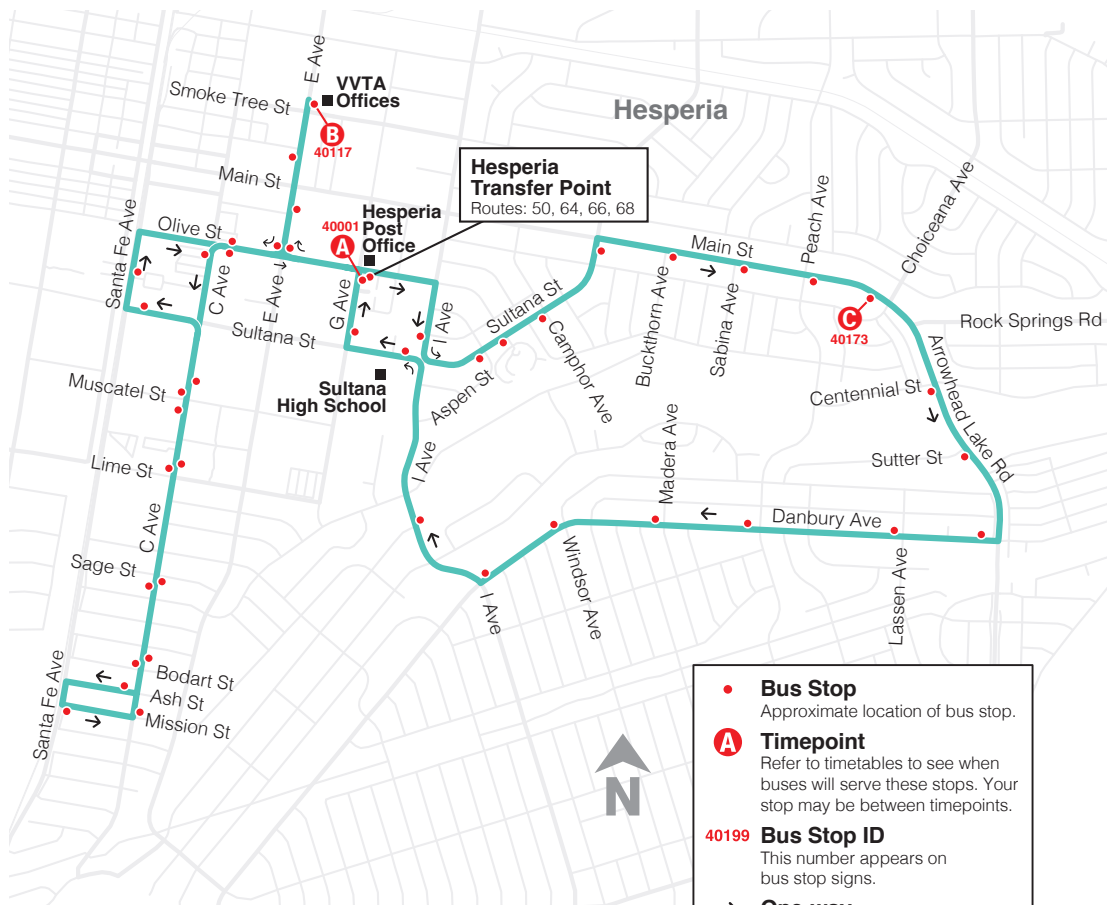 E Ave
Smoke Tree St
VVTA
Offices
B
40117
Hesperia
Main St
Hesperia
Transfer Point
Routes: 50, 64, 66, 68
Hesperia
Post
Office
40001
A
Santa Fe Ave
Olive St
C Ave
E Ave
G Ave
I Ave
Sultana St
Sultana St
Main St
Peach Ave
Choiceana Ave
Buckthorn Ave
Sabina Ave
C
40173
Rock Springs Rd
Arrowhead Lake Rd
Camphor Ave
Aspen St
Sultana
High School
Muscatel St
Centennial St
Sutter St
Lime St
I Ave
Madera Ave
Danbury Ave
C Ave
Sage St
I Ave
Windsor Ave
Lassen Ave
Santa Fe Ave
Bodart St
Ash St
Mission St
N
Bus Stop
Approximate location of bus stop.
A
Timepoint
Refer to timetables to see when
buses will serve these stops. Your
stop may be between timepoints.
40199 Bus Stop ID
This number appears on
bus stop signs.